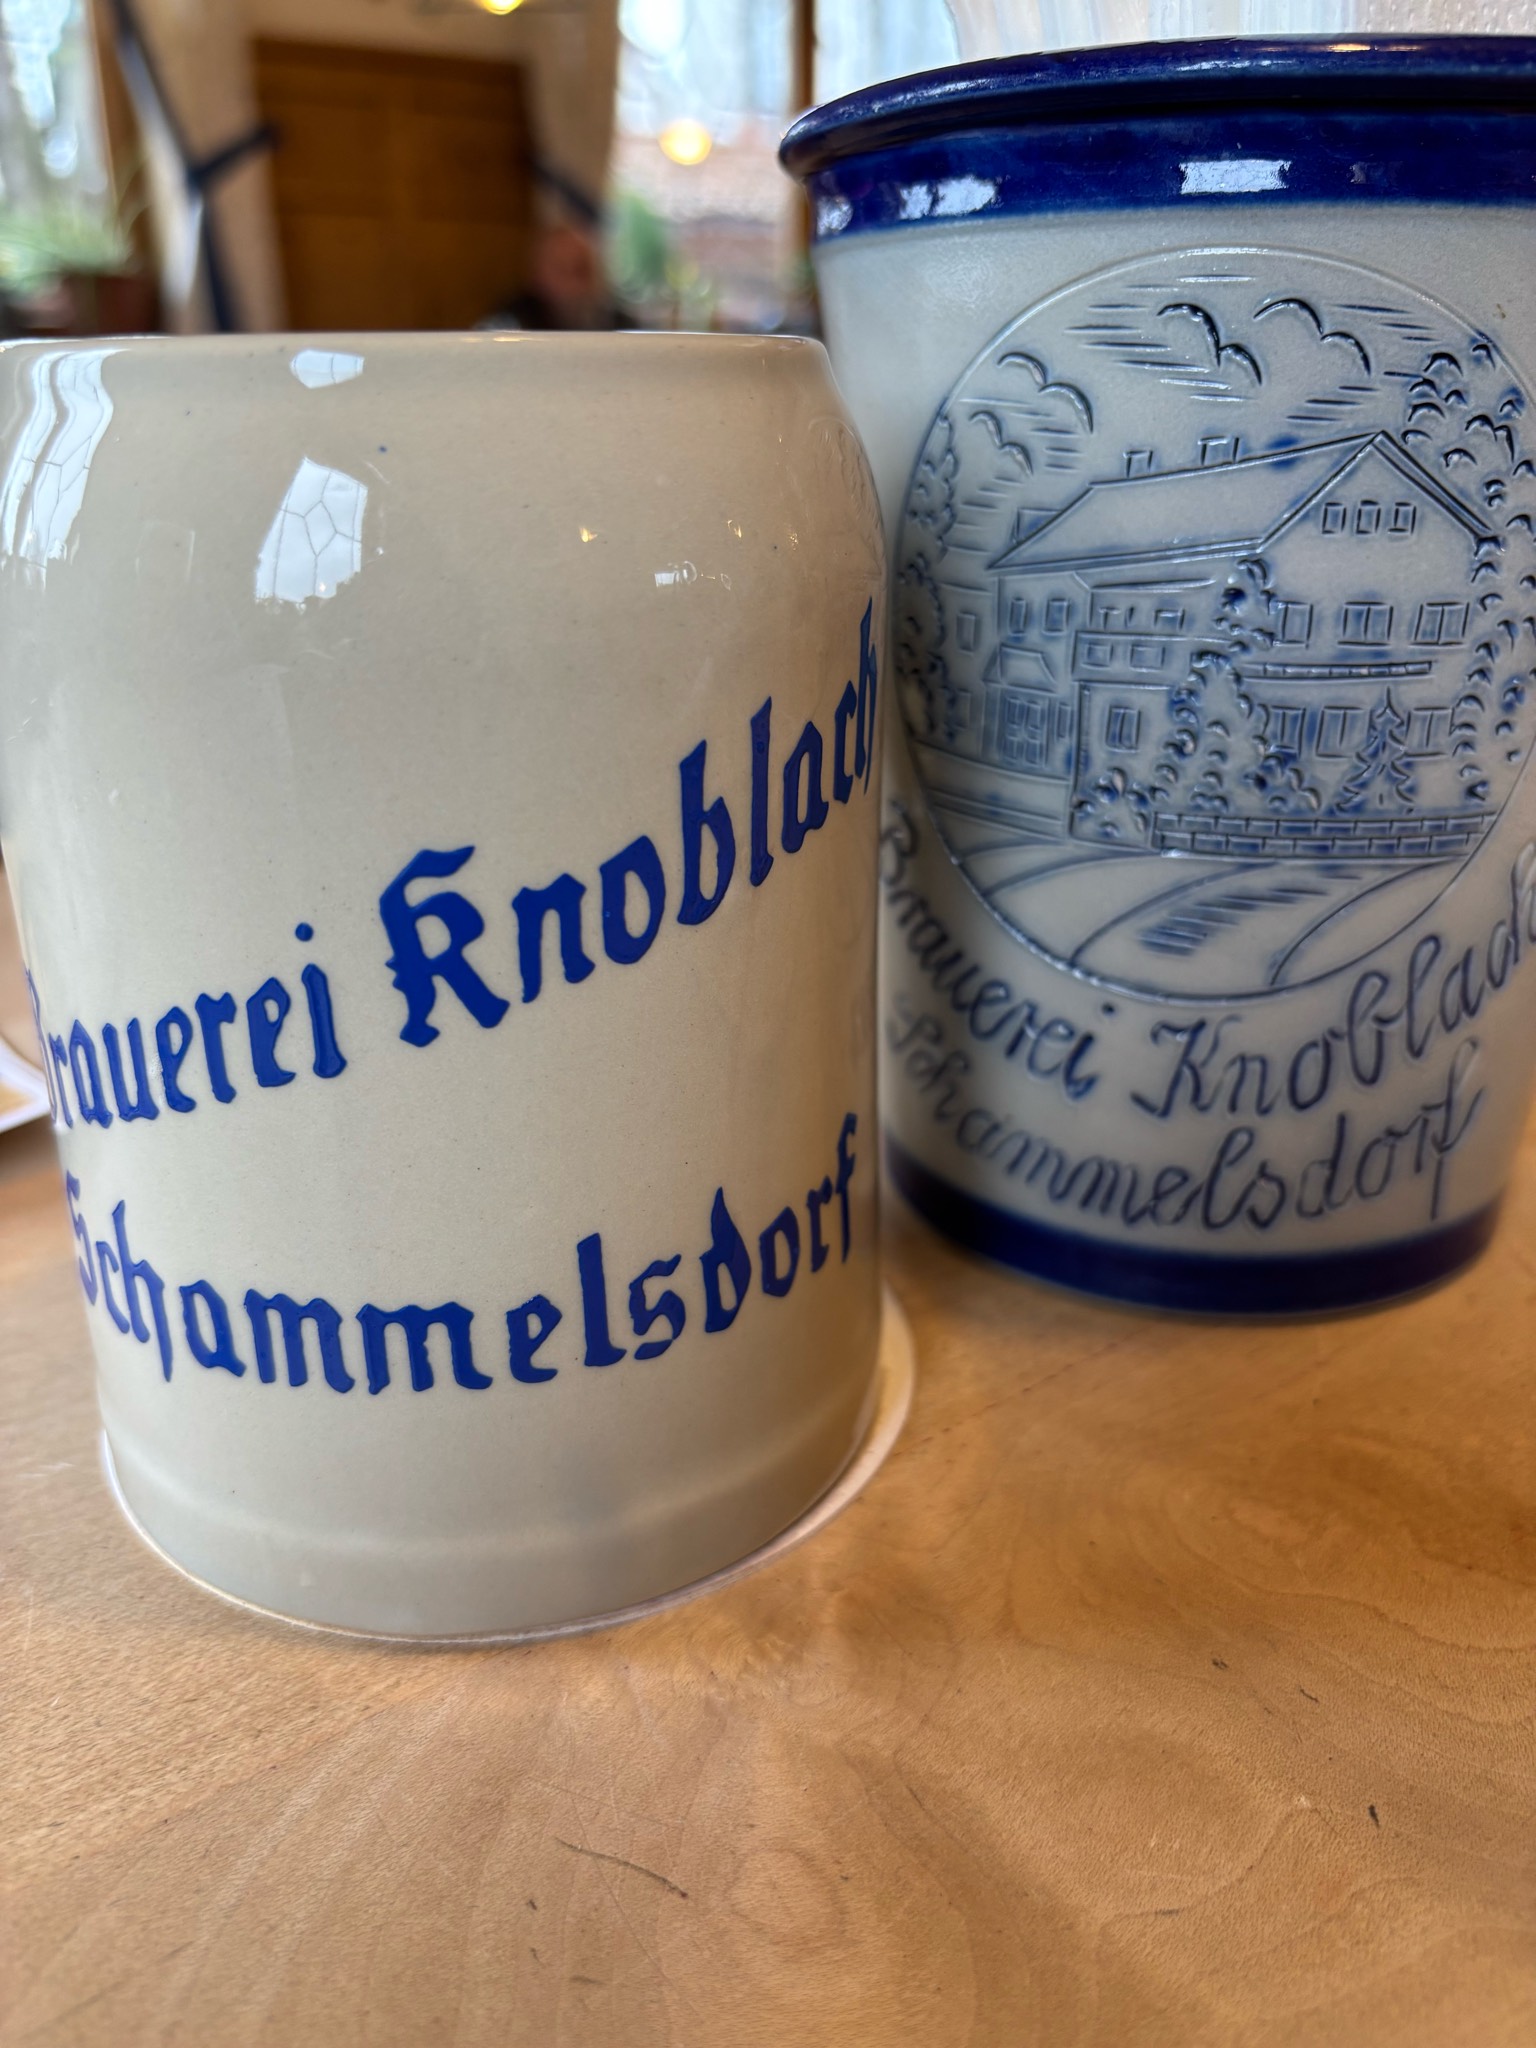 Brauerei Knoblach
Schammelsdorf
Brauerei Knoblach
Schammelsdorf